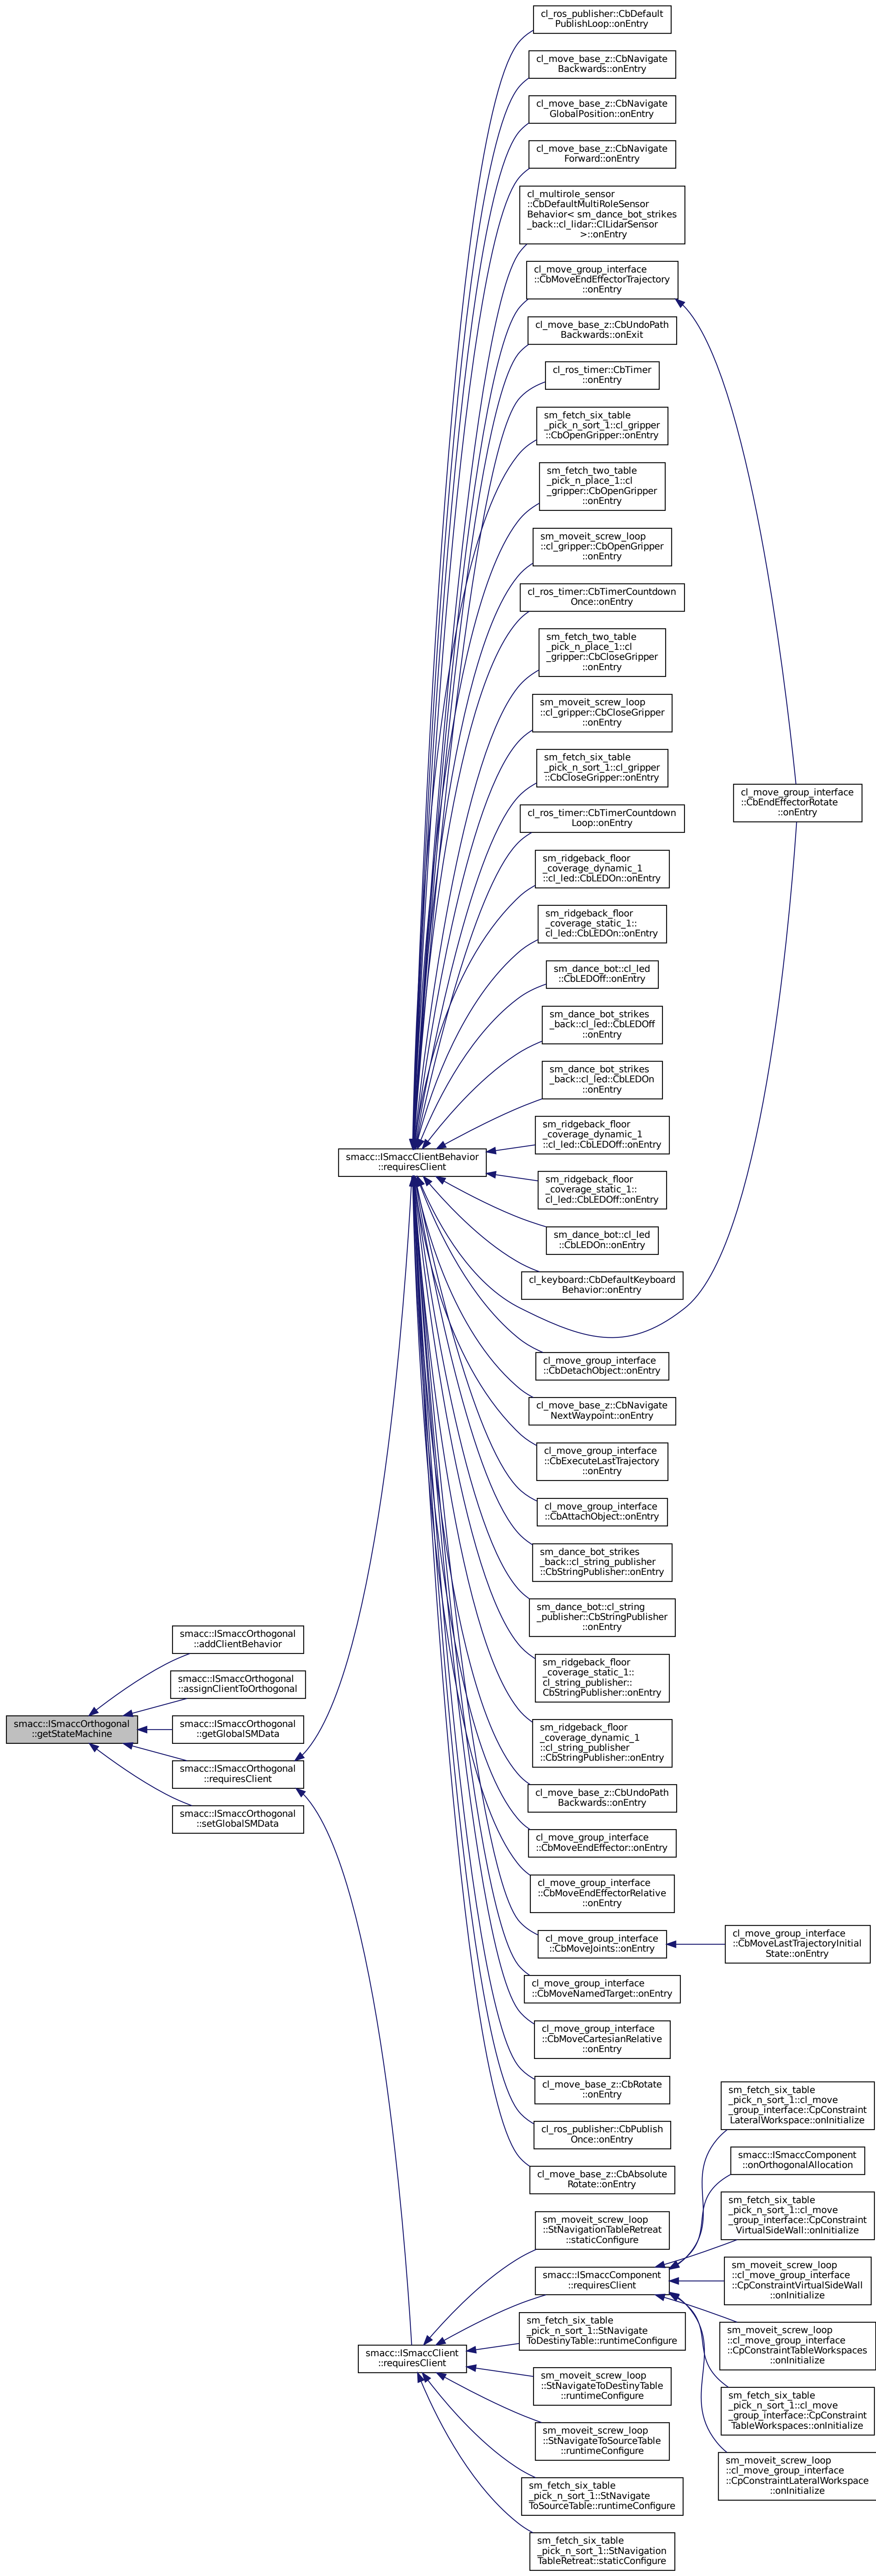 cl_ros_publisher::CbDefault
PublishLoop::onEntry
cl_move_base_z::CbNavigate
Backwards::onEntry
cl_move_base_z::CbNavigate
GlobalPosition::onEntry
cl_move_base_z::CbNavigate
Forward::onEntry
cl_multirole_sensor
::CbDefaultMultiRoleSensor
Behavior< sm_dance_bot_strikes
_back::cl_lidar::ClLidarSensor
>::onEntry
cl_move_group_interface
::CbMoveEndEffectorTrajectory
::onEntry
cl_move_base_z::CbUndoPath
Backwards::onExit
cl_ros_timer::CbTimer
::onEntry
sm_fetch_six_table
_pick_n_sort_1::cl_gripper
::CbOpenGripper::onEntry
sm_fetch_two_table
_pick_n_place_1::cl
_gripper::CbOpenGripper
::onEntry
sm_moveit_screw_loop
::cl_gripper::CbOpenGripper
::onEntry
cl_ros_timer::CbTimerCountdown
Once::onEntry
sm_fetch_two_table
_pick_n_place_1::cl
_gripper::CbCloseGripper
::onEntry
sm_moveit_screw_loop
::cl_gripper::CbCloseGripper
::onEntry
sm_fetch_six_table
_pick_n_sort_1::cl_gripper
::CbCloseGripper::onEntry
cl_move_group_interface
::CbEndEffectorRotate
::onEntry
cl_ros_timer::CbTimerCountdown
Loop::onEntry
sm_ridgeback_floor
_coverage_dynamic_1
::cl_led::CbLEDOn::onEntry
sm_ridgeback_floor
_coverage_static_1::
cl_led::CbLEDOn::onEntry
sm_dance_bot::cl_led
::CbLEDOff::onEntry
sm_dance_bot_strikes
_back::cl_led::CbLEDOff
::onEntry
sm_dance_bot_strikes
_back::cl_led::CbLEDOn
::onEntry
sm_ridgeback_floor
_coverage_dynamic_1
::cl_led::CbLEDOff::onEntry
smacc::ISmaccClientBehavior
::requiresClient
sm_ridgeback_floor
_coverage_static_1::
cl_led::CbLEDOff::onEntry
sm_dance_bot::cl_led
::CbLEDOn::onEntry
cl_keyboard::CbDefaultKeyboard
Behavior::onEntry
cl_move_group_interface
::CbDetachObject::onEntry
cl_move_base_z::CbNavigate
NextWaypoint::onEntry
cl_move_group_interface
::CbExecuteLastTrajectory
::onEntry
cl_move_group_interface
::CbAttachObject::onEntry
sm_dance_bot_strikes
_back::cl_string_publisher
::CbStringPublisher::onEntry
sm_dance_bot::cl_string
_publisher::CbStringPublisher
::onEntry
smacc::ISmaccOrthogonal
::addClientBehavior
sm_ridgeback_floor
_coverage_static_1::
cl_string_publisher::
CbStringPublisher::onEntry
smacc::ISmaccOrthogonal
::assignClientToOrthogonal
smacc::ISmaccOrthogonal
::getStateMachine
smacc::ISmaccOrthogonal
::getGlobalSMData
sm_ridgeback_floor
_coverage_dynamic_1
::cl_string_publisher
::CbStringPublisher::onEntry
smacc::ISmaccOrthogonal
::requiresClient
cl_move_base_z::CbUndoPath
Backwards::onEntry
smacc::ISmaccOrthogonal
::setGlobalSMData
cl_move_group_interface
::CbMoveEndEffector::onEntry
cl_move_group_interface
::CbMoveEndEffectorRelative
::onEntry
cl_move_group_interface
::CbMoveJoints::onEntry
cl_move_group_interface
::CbMoveLastTrajectoryInitial
State::onEntry
cl_move_group_interface
::CbMoveNamedTarget::onEntry
cl_move_group_interface
::CbMoveCartesianRelative
::onEntry
cl_move_base_z::CbRotate
::onEntry
cl_ros_publisher::CbPublish
Once::onEntry
cl_move_base_z::CbAbsolute
Rotate::onEntry
sm_fetch_six_table
_pick_n_sort_1::cl_move
_group_interface::CpConstraint
LateralWorkspace::onInitialize
smacc::ISmaccComponent
::onOrthogonalAllocation
sm_fetch_six_table
_pick_n_sort_1::cl_move
_group_interface::CpConstraint
VirtualSideWall::onInitialize
sm_moveit_screw_loop
::StNavigationTableRetreat
::staticConfigure
smacc::ISmaccComponent
::requiresClient
sm_moveit_screw_loop
::cl_move_group_interface
::CpConstraintVirtualSideWall
::onInitialize
sm_fetch_six_table
_pick_n_sort_1::StNavigate
ToDestinyTable::runtimeConfigure
sm_moveit_screw_loop
::cl_move_group_interface
::CpConstraintTableWorkspaces
::onInitialize
smacc::ISmaccClient
::requiresClient
sm_moveit_screw_loop
::StNavigateToDestinyTable
::runtimeConfigure
sm_fetch_six_table
_pick_n_sort_1::cl_move
_group_interface::CpConstraint
TableWorkspaces::onInitialize
sm_moveit_screw_loop
::StNavigateToSourceTable
::runtimeConfigure
sm_moveit_screw_loop
::cl_move_group_interface
::CpConstraintLateralWorkspace
::onInitialize
sm_fetch_six_table
_pick_n_sort_1::StNavigate
ToSourceTable::runtimeConfigure
sm_fetch_six_table
_pick_n_sort_1::StNavigation
TableRetreat::staticConfigure